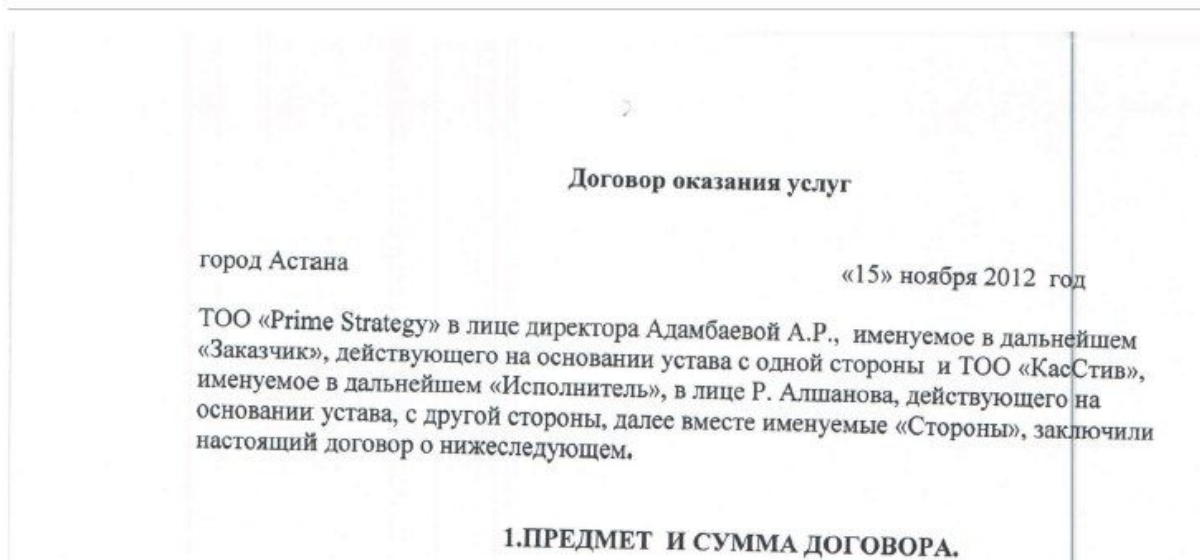 Договор оказания услуг
город Астана «15» ноября 2012 год
ТОО «Prime Strategy» в лице директора Адамбаевой А.Р., именуемое в дальнейшем
«Заказчик», действующего на основании устава с одной стороны и ТОО «КасСтив»,
именуемое в дальнейшем «Исполнитель», в лице Р. Алшанова, действующего на
основании устава, с другой стороны, далее вместе именуемые «Стороны», заключили
настоящий договор о нижеследующем.
1.ПРЕДМЕТ И СУММА ДОГОВОРА.